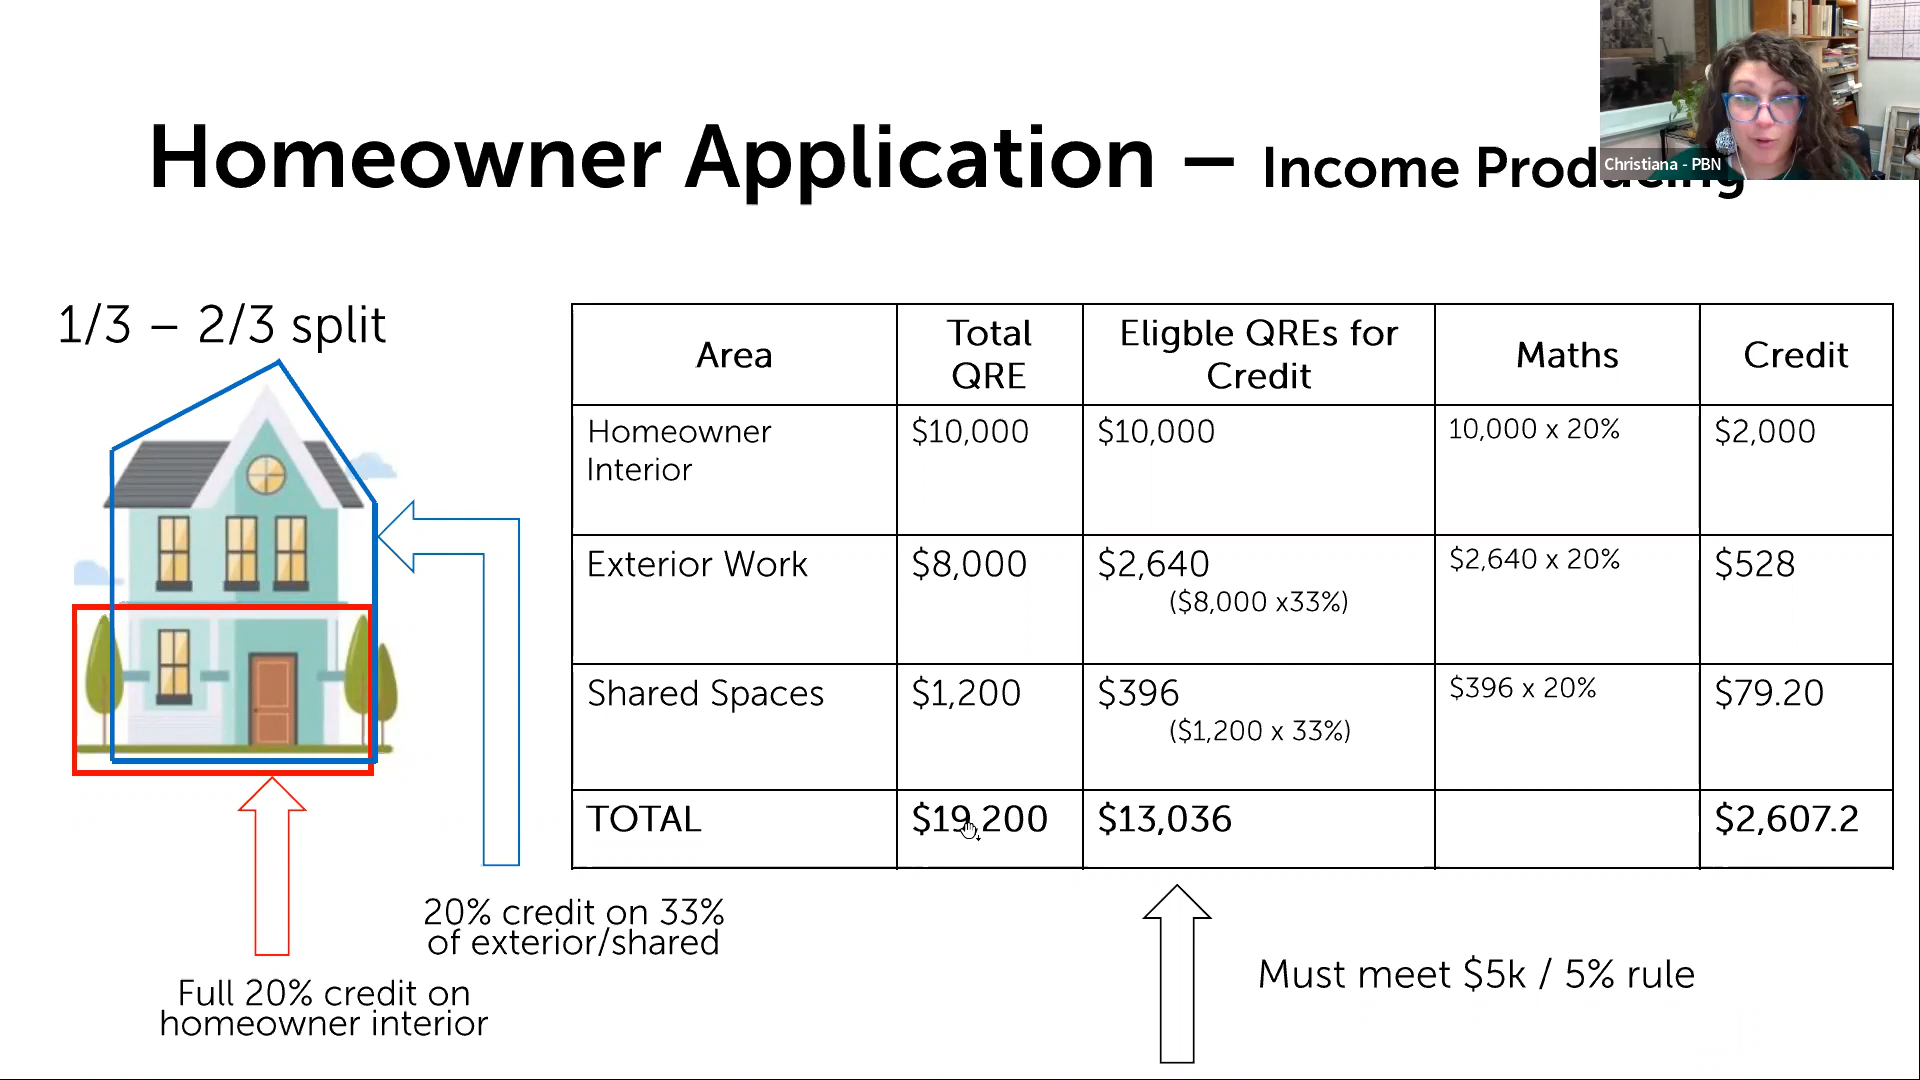 Homeowner Application – Income Producing
Christiana - PBN
1/3 – 2/3 split
Area
Total
QRE
Eligble QREs for
Credit
Maths
Credit
Homeowner
Interior
$10,000
$10,000
10,000 x 20%
$2,000
Exterior Work
$8,000
$2,640
($8,000 x33%)
$2,640 x 20%
$528
Shared Spaces
$1,200
$396
($1,200 x 33%)
$396 x 20%
$79.20
TOTAL
$19,200
$13,036
$2,607.2
20% credit on 33%
of exterior/shared
Full 20% credit on
homeowner interior
Must meet $5k / 5% rule